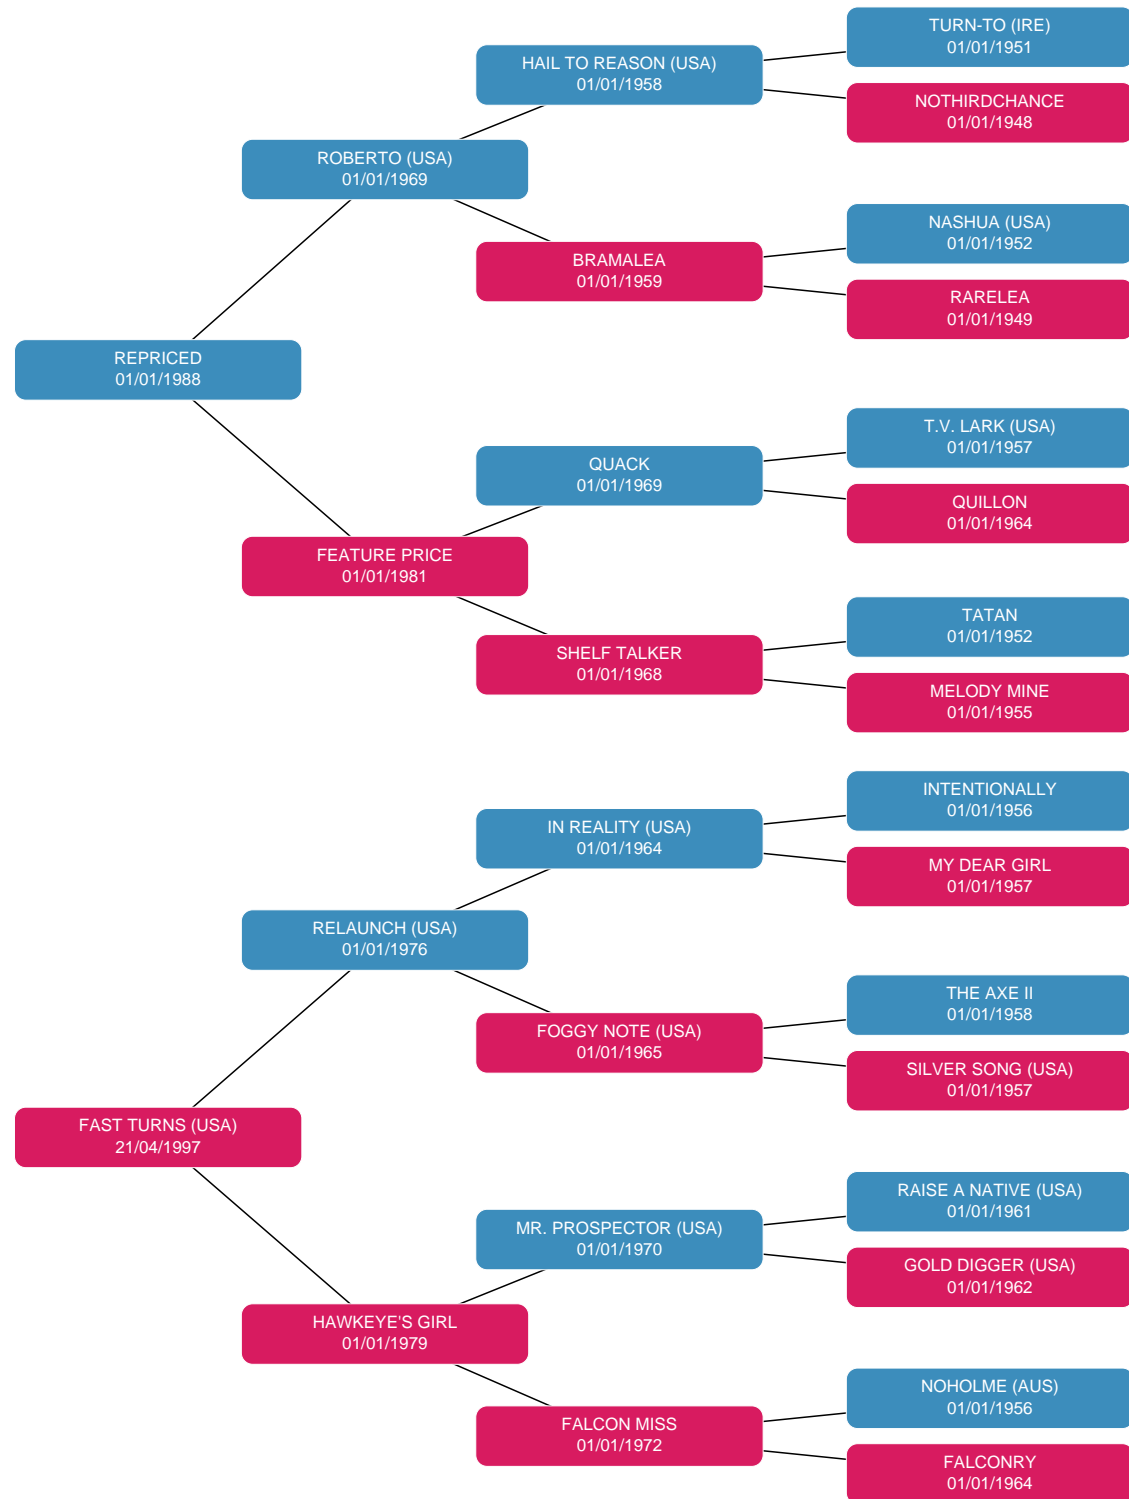 TURN-TO (IRE)
01/01/1951
HAIL TO REASON (USA)
01/01/1958
NOTHIRDCHANCE
01/01/1948
ROBERTO (USA)
01/01/1969
NASHUA (USA)
01/01/1952
BRAMALEA
01/01/1959
RARELEA
01/01/1949
REPRICED
01/01/1988
T.V. LARK (USA)
01/01/1957
QUACK
01/01/1969
QUILLON
01/01/1964
FEATURE PRICE
01/01/1981
TATAN
01/01/1952
SHELF TALKER
01/01/1968
MELODY MINE
01/01/1955
INTENTIONALLY
01/01/1956
IN REALITY (USA)
01/01/1964
MY DEAR GIRL
01/01/1957
RELAUNCH (USA)
01/01/1976
THE AXE II
01/01/1958
FOGGY NOTE (USA)
01/01/1965
SILVER SONG (USA)
01/01/1957
FAST TURNS (USA)
21/04/1997
RAISE A NATIVE (USA)
01/01/1961
MR. PROSPECTOR (USA)
01/01/1970
GOLD DIGGER (USA)
01/01/1962
HAWKEYE'S GIRL
01/01/1979
NOHOLME (AUS)
01/01/1956
FALCON MISS
01/01/1972
FALCONRY
01/01/1964